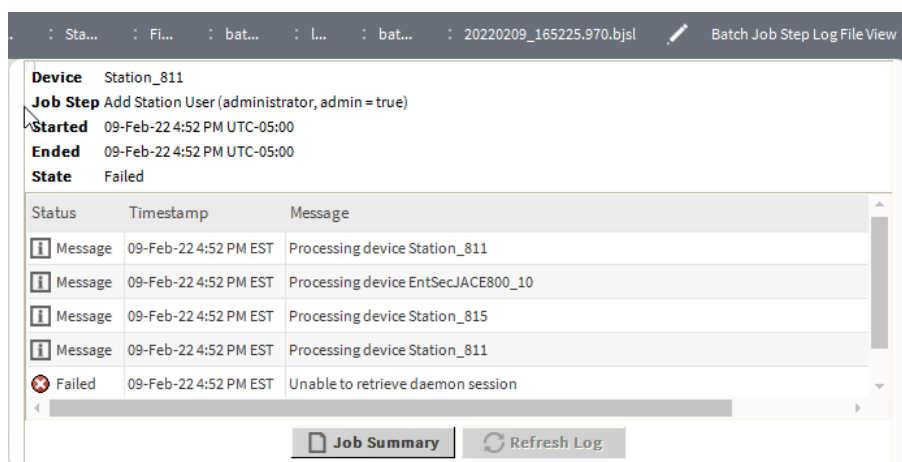 . : Sta... : Fi... : bat... : l... : bat... : 20220209_165225.970.bjsl Batch Job Step Log File View
Device Station_811
Job Step Add Station User (administrator, admin = true)
Started 09-Feb-22 4:52 PM UTC-05:00
Ended 09-Feb-22 4:52 PM UTC-05:00
State Failed
Status Timestamp Message
Message 09-Feb-22 4:52 PM EST Processing device Station_811
Message 09-Feb-22 4:52 PM EST Processing device EntSecJACE800_10
Message 09-Feb-22 4:52 PM EST Processing device Station_815
Message 09-Feb-22 4:52 PM EST Processing device Station_811
Failed 09-Feb-22 4:52 PM EST Unable to retrieve daemon session
Job Summary Refresh Log